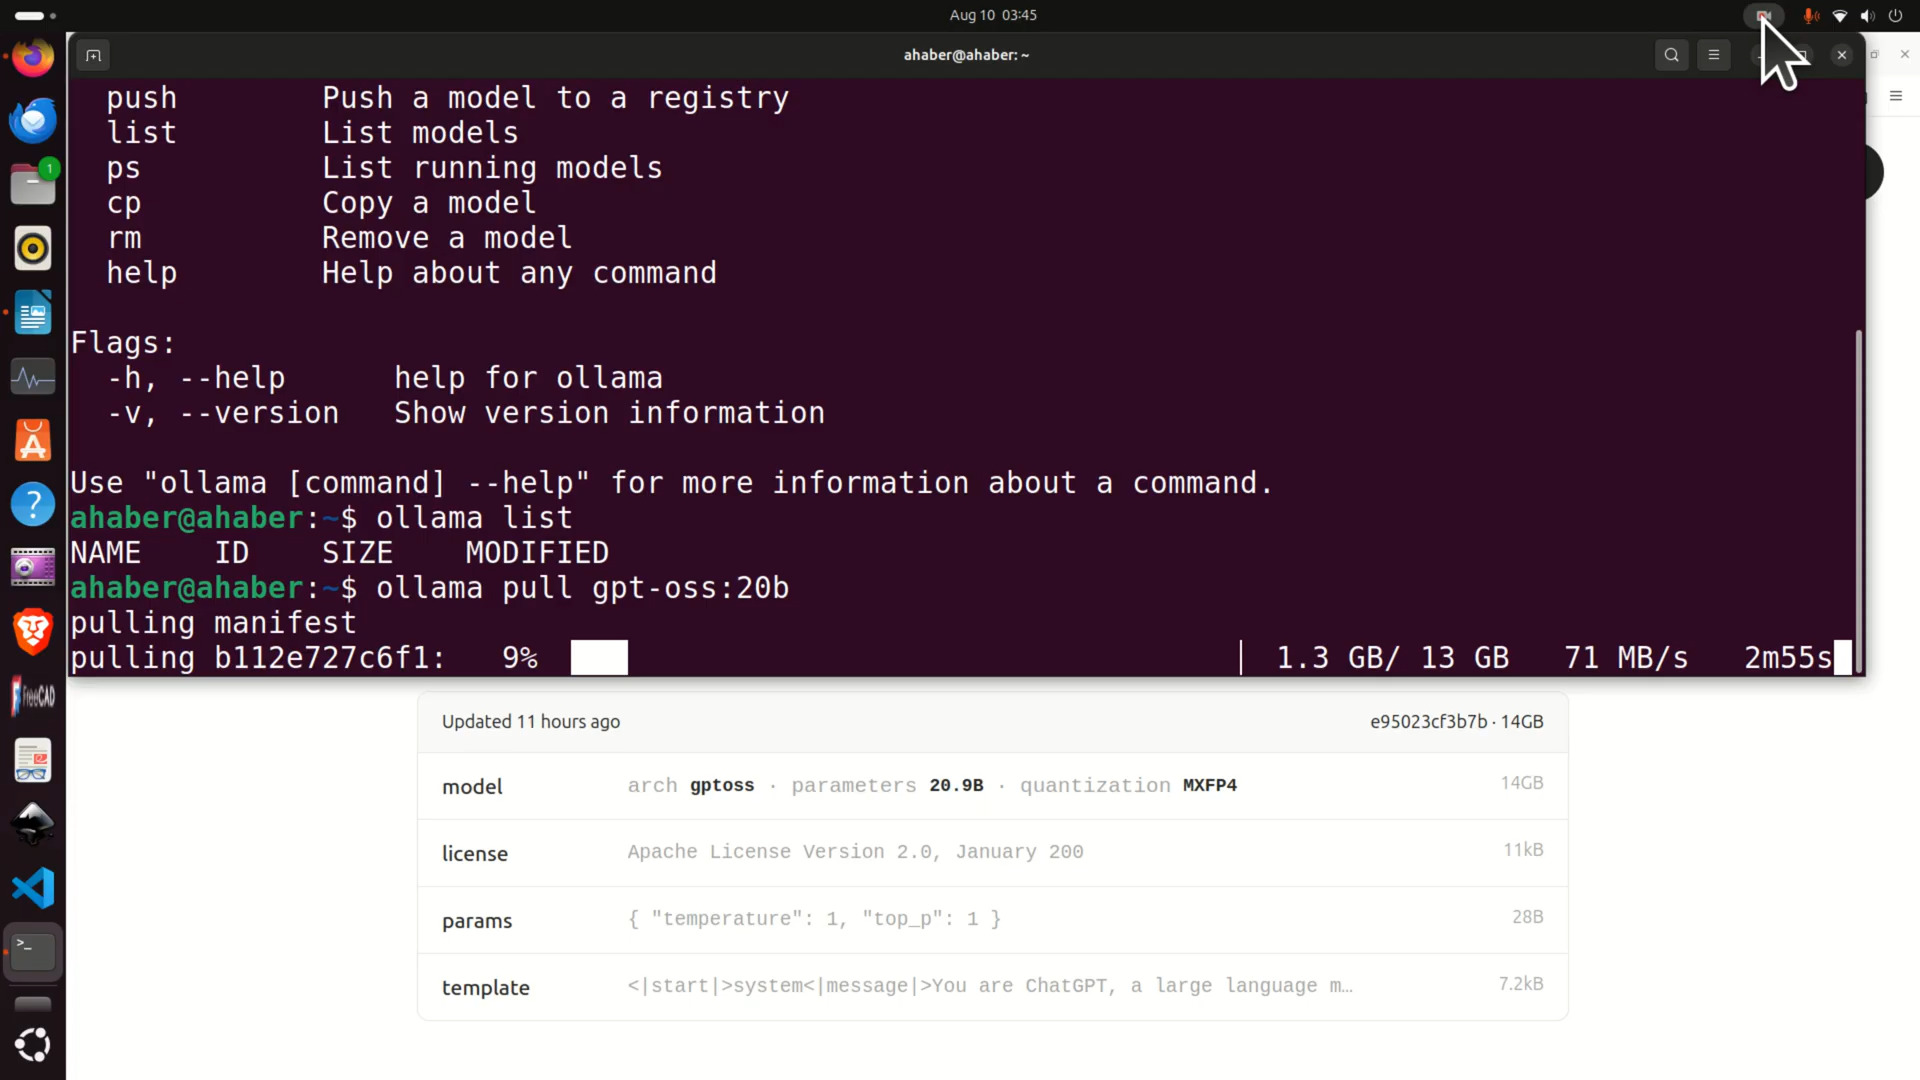 Aug 10 03:45
ahaber@ahaber: ~
push Push a model to a registry
list List models
ps List running models
cp Copy a model
rm Remove a model
help Help about any command
Flags:
-h, --help help for ollama
-v, --version Show version information
Use "ollama [command] --help" for more information about a command.
ahaber@ahaber:~$ ollama list
NAME ID SIZE MODIFIED
ahaber@ahaber:~$ ollama pull gpt-oss:20b
pulling manifest
pulling b112e727c6f1: 9% 1.3 GB/ 13 GB 71 MB/s 2m55s
Updated 11 hours ago e95023cf3b7b · 14GB
model arch gptoss · parameters 20.9B · quantization MXFP4 14GB
license Apache License Version 2.0, January 200 11kB
params { "temperature": 1, "top_p": 1 } 28B
template <|start|>system<|message|>You are ChatGPT, a large language m… 7.2kB
1
A
?
FreeCAD
>_